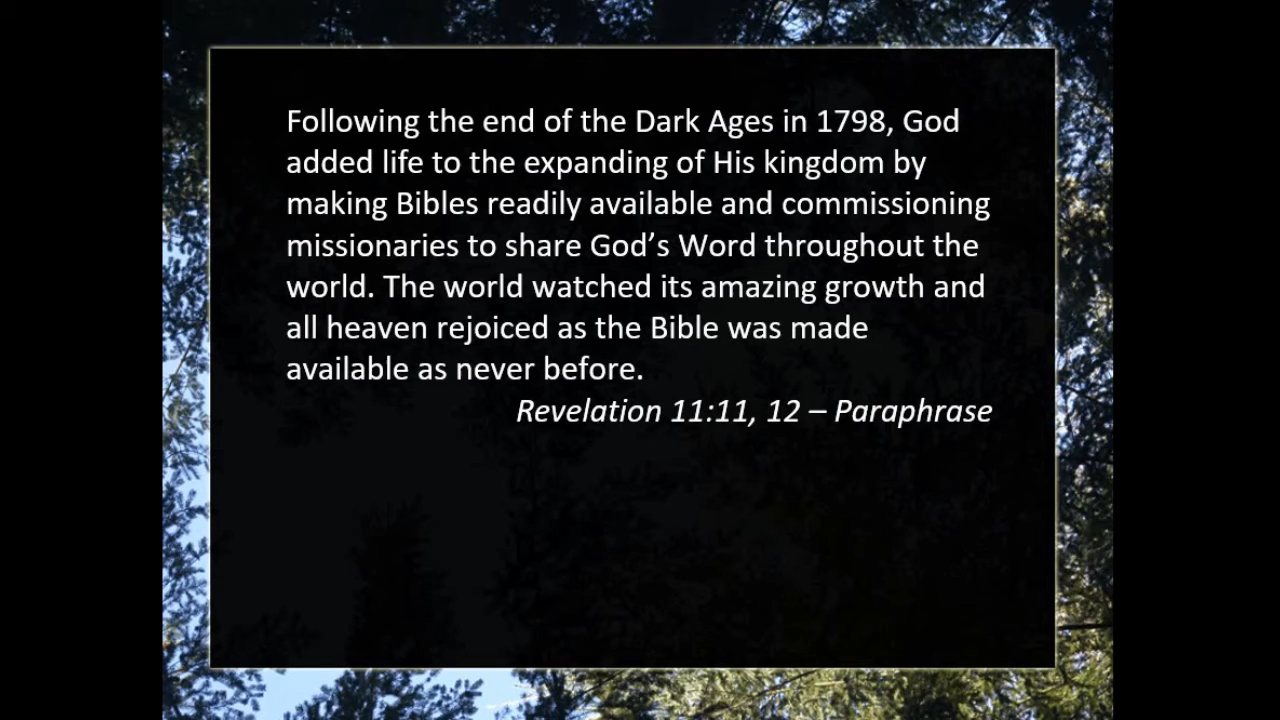 Following the end of the Dark Ages in 1798, God
added life to the expanding of His kingdom by
making Bibles readily available and commissioning
missionaries to share God’s Word throughout the
world. The world watched its amazing growth and
all heaven rejoiced as the Bible was made
available as never before.
Revelation 11:11, 12 – Paraphrase